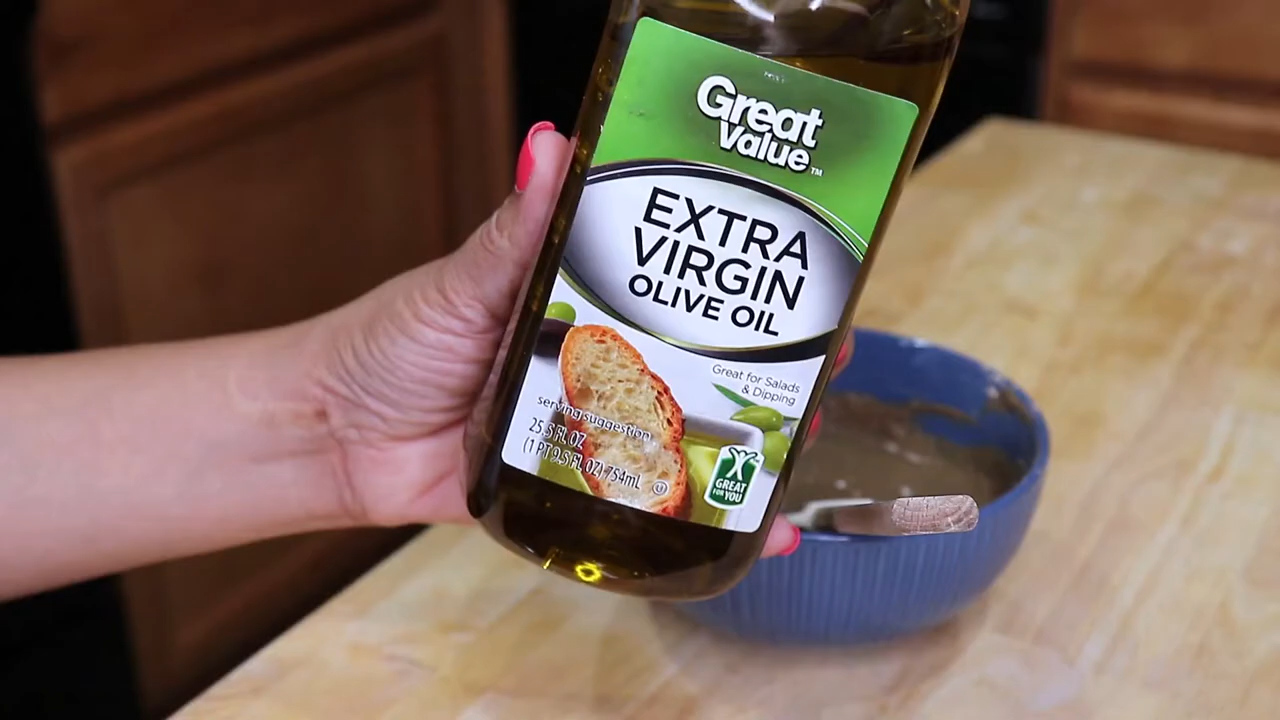 Great
Value™
EXTRA
VIRGIN
OLIVE OIL
Great for Salads
& Dipping
serving suggestion
25.5 FL OZ
(1 PT 9.5 FL OZ) 754mL
GREAT
FOR YOU